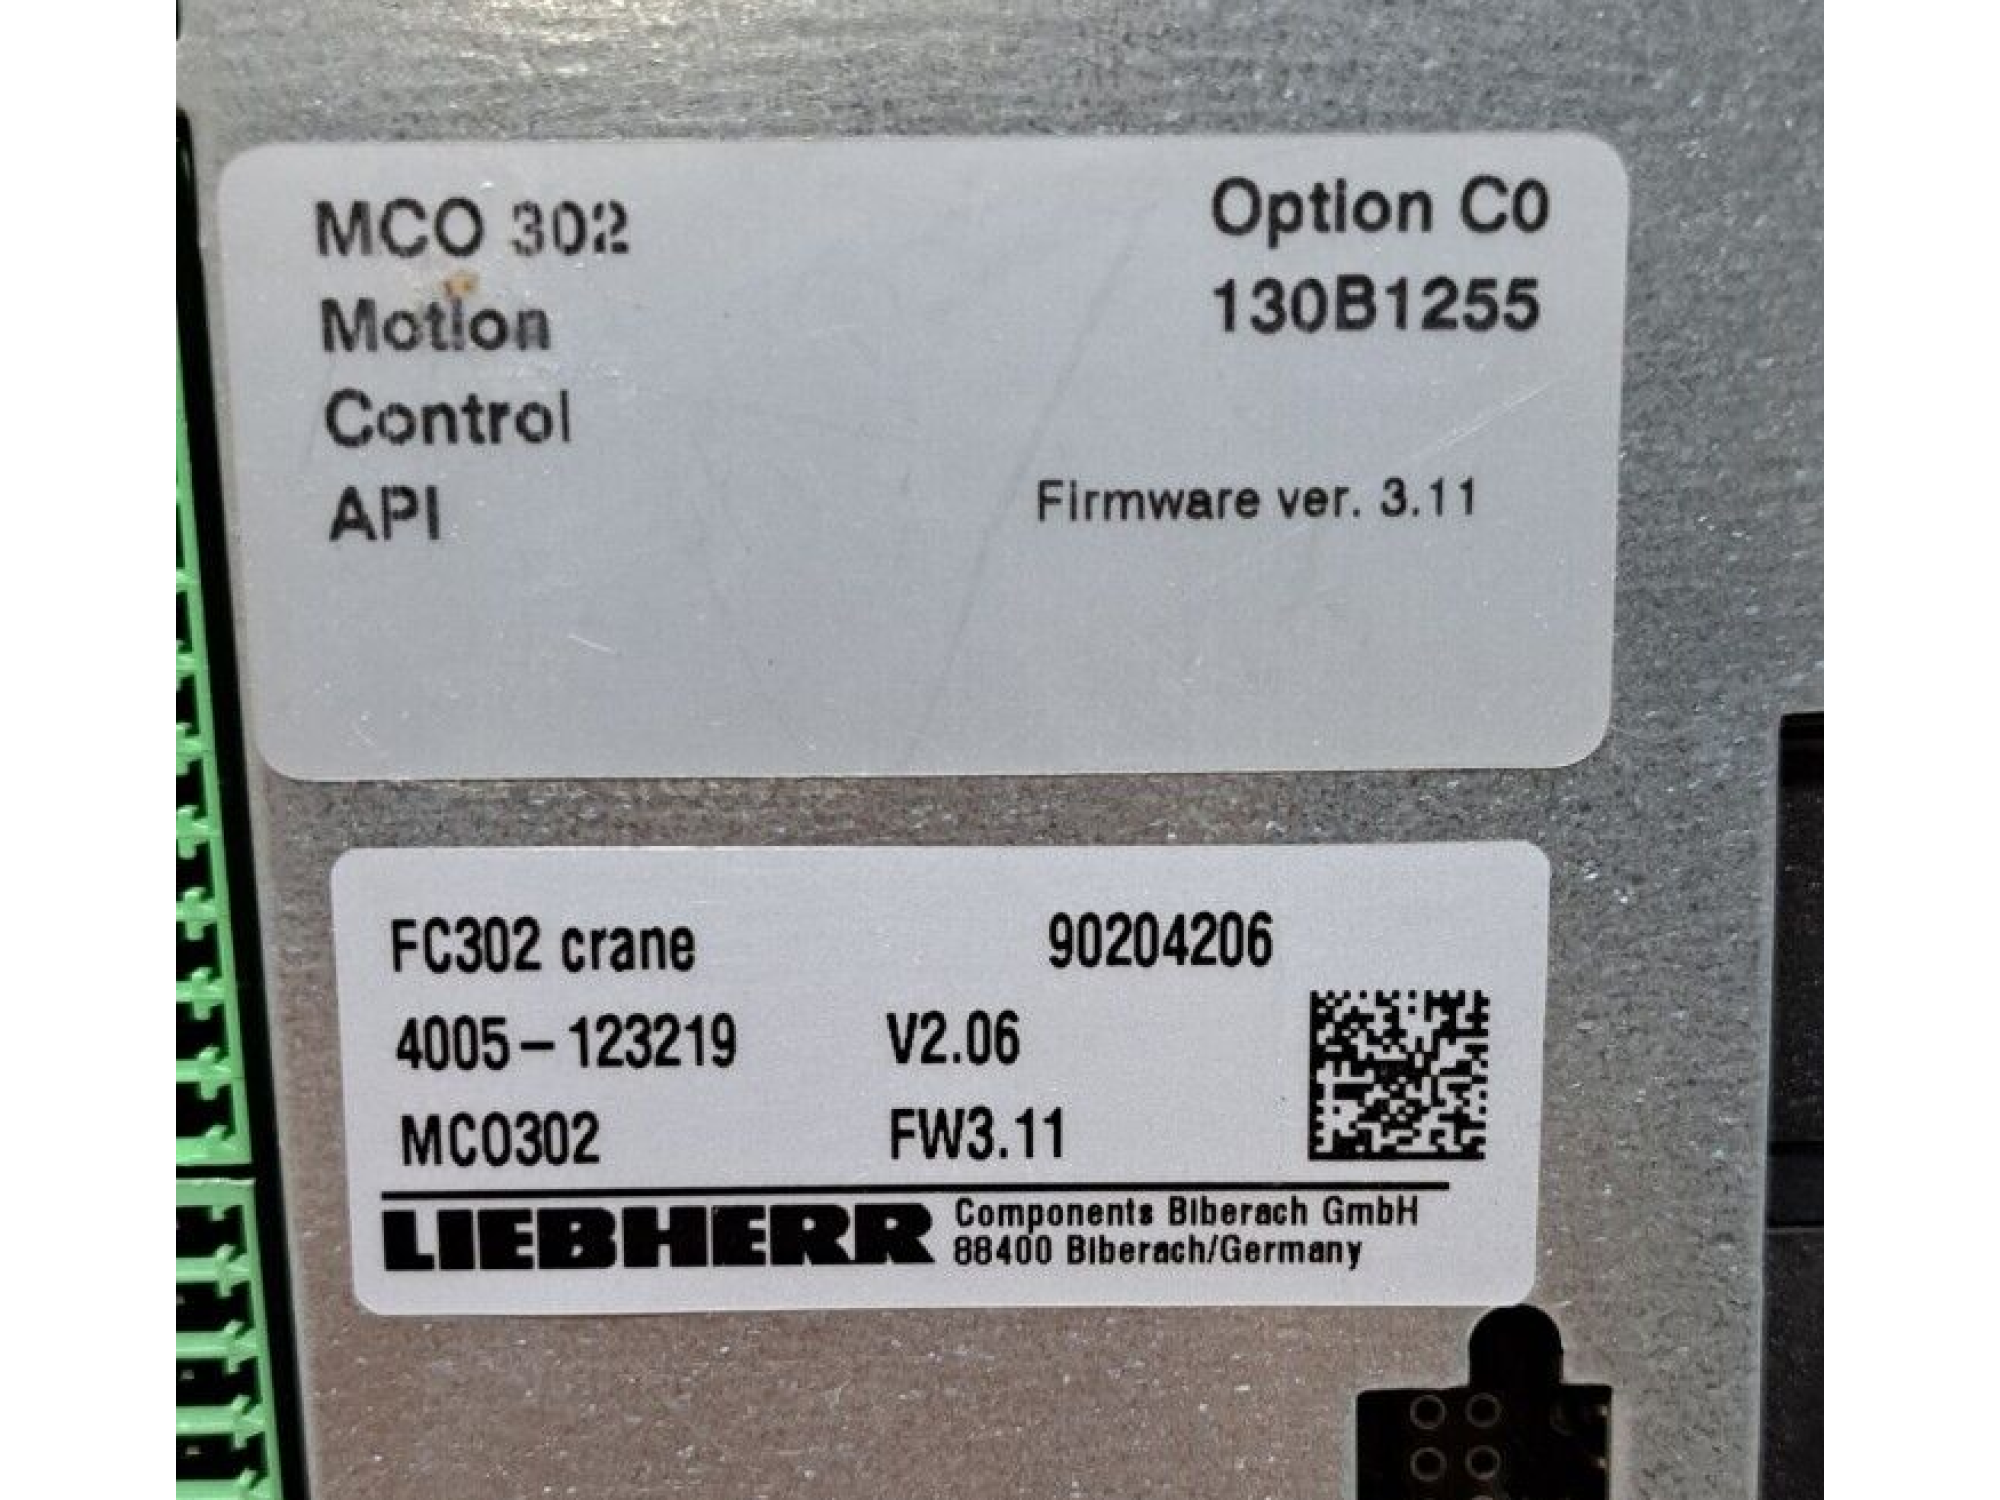 MCO 302
Option C0
Motion
130B1255
Control
API
Firmware ver. 3.11
FC302 crane 90204206
4005-123219 V2.06
MCO302 FW3.11
LIEBHERR
Components Biberach GmbH
88400 Biberach/Germany